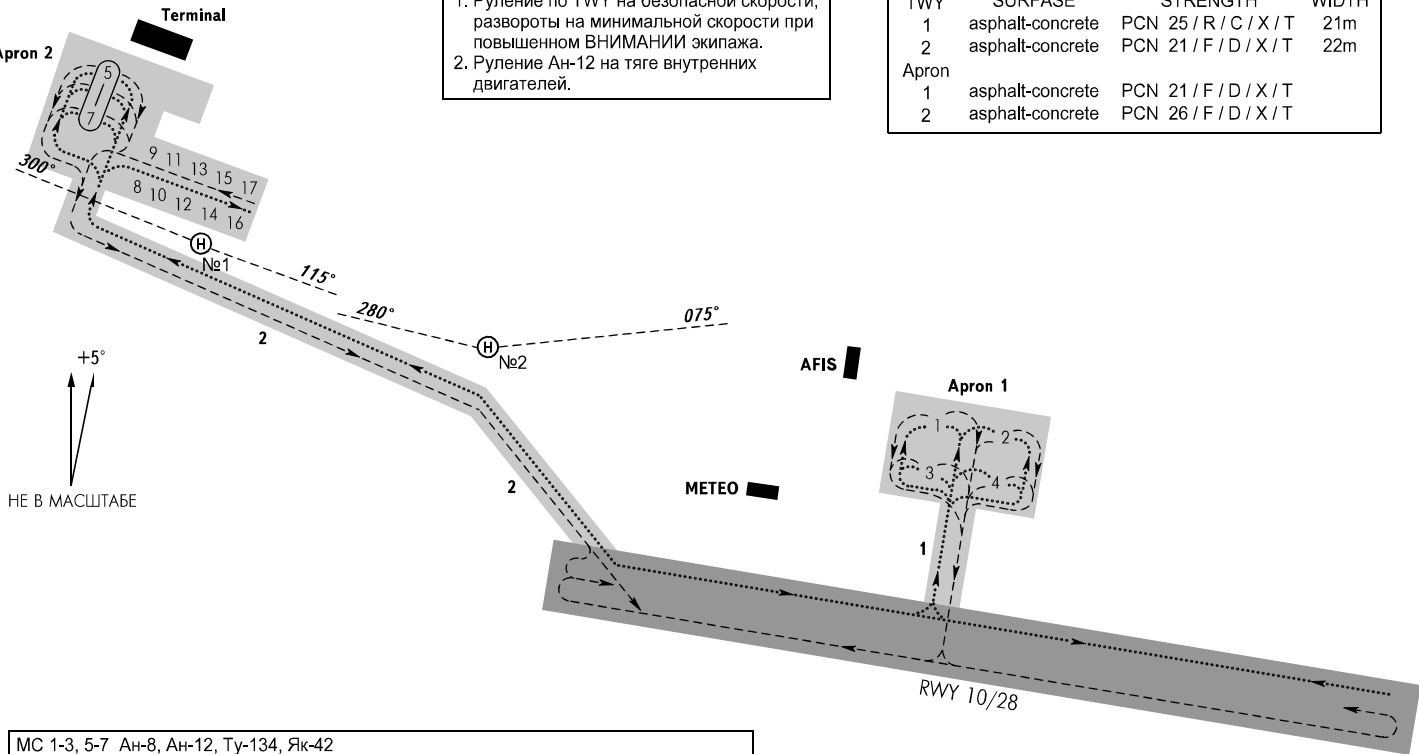 1. Руление по TWY на безопасной скорости,
развороты на минимальной скорости при
повышенном ВНИМАНИИ экипажа.
2. Руление Ан-12 на тяге внутренних
двигателей.
TWY SURFASE STRENGTH WIDTH
1 asphalt-concrete PCN 25 / R / C / X / T 21m
2 asphalt-concrete PCN 21 / F / D / X / T 22m
Apron
1 asphalt-concrete PCN 21 / F / D / X / T
2 asphalt-concrete PCN 26 / F / D / X / T
Terminal
Apron 2
5
7
300°
9 11 13 15 17
8 10 12 14 16
H
№1
115°
280°
075°
H
№2
2
+5°
НЕ В МАСШТАБЕ
AFIS
Apron 1
1 2
3 4
METEO
2
1
RWY 10/28
МС 1-3, 5-7 Ан-8, Ан-12, Ту-134, Як-42